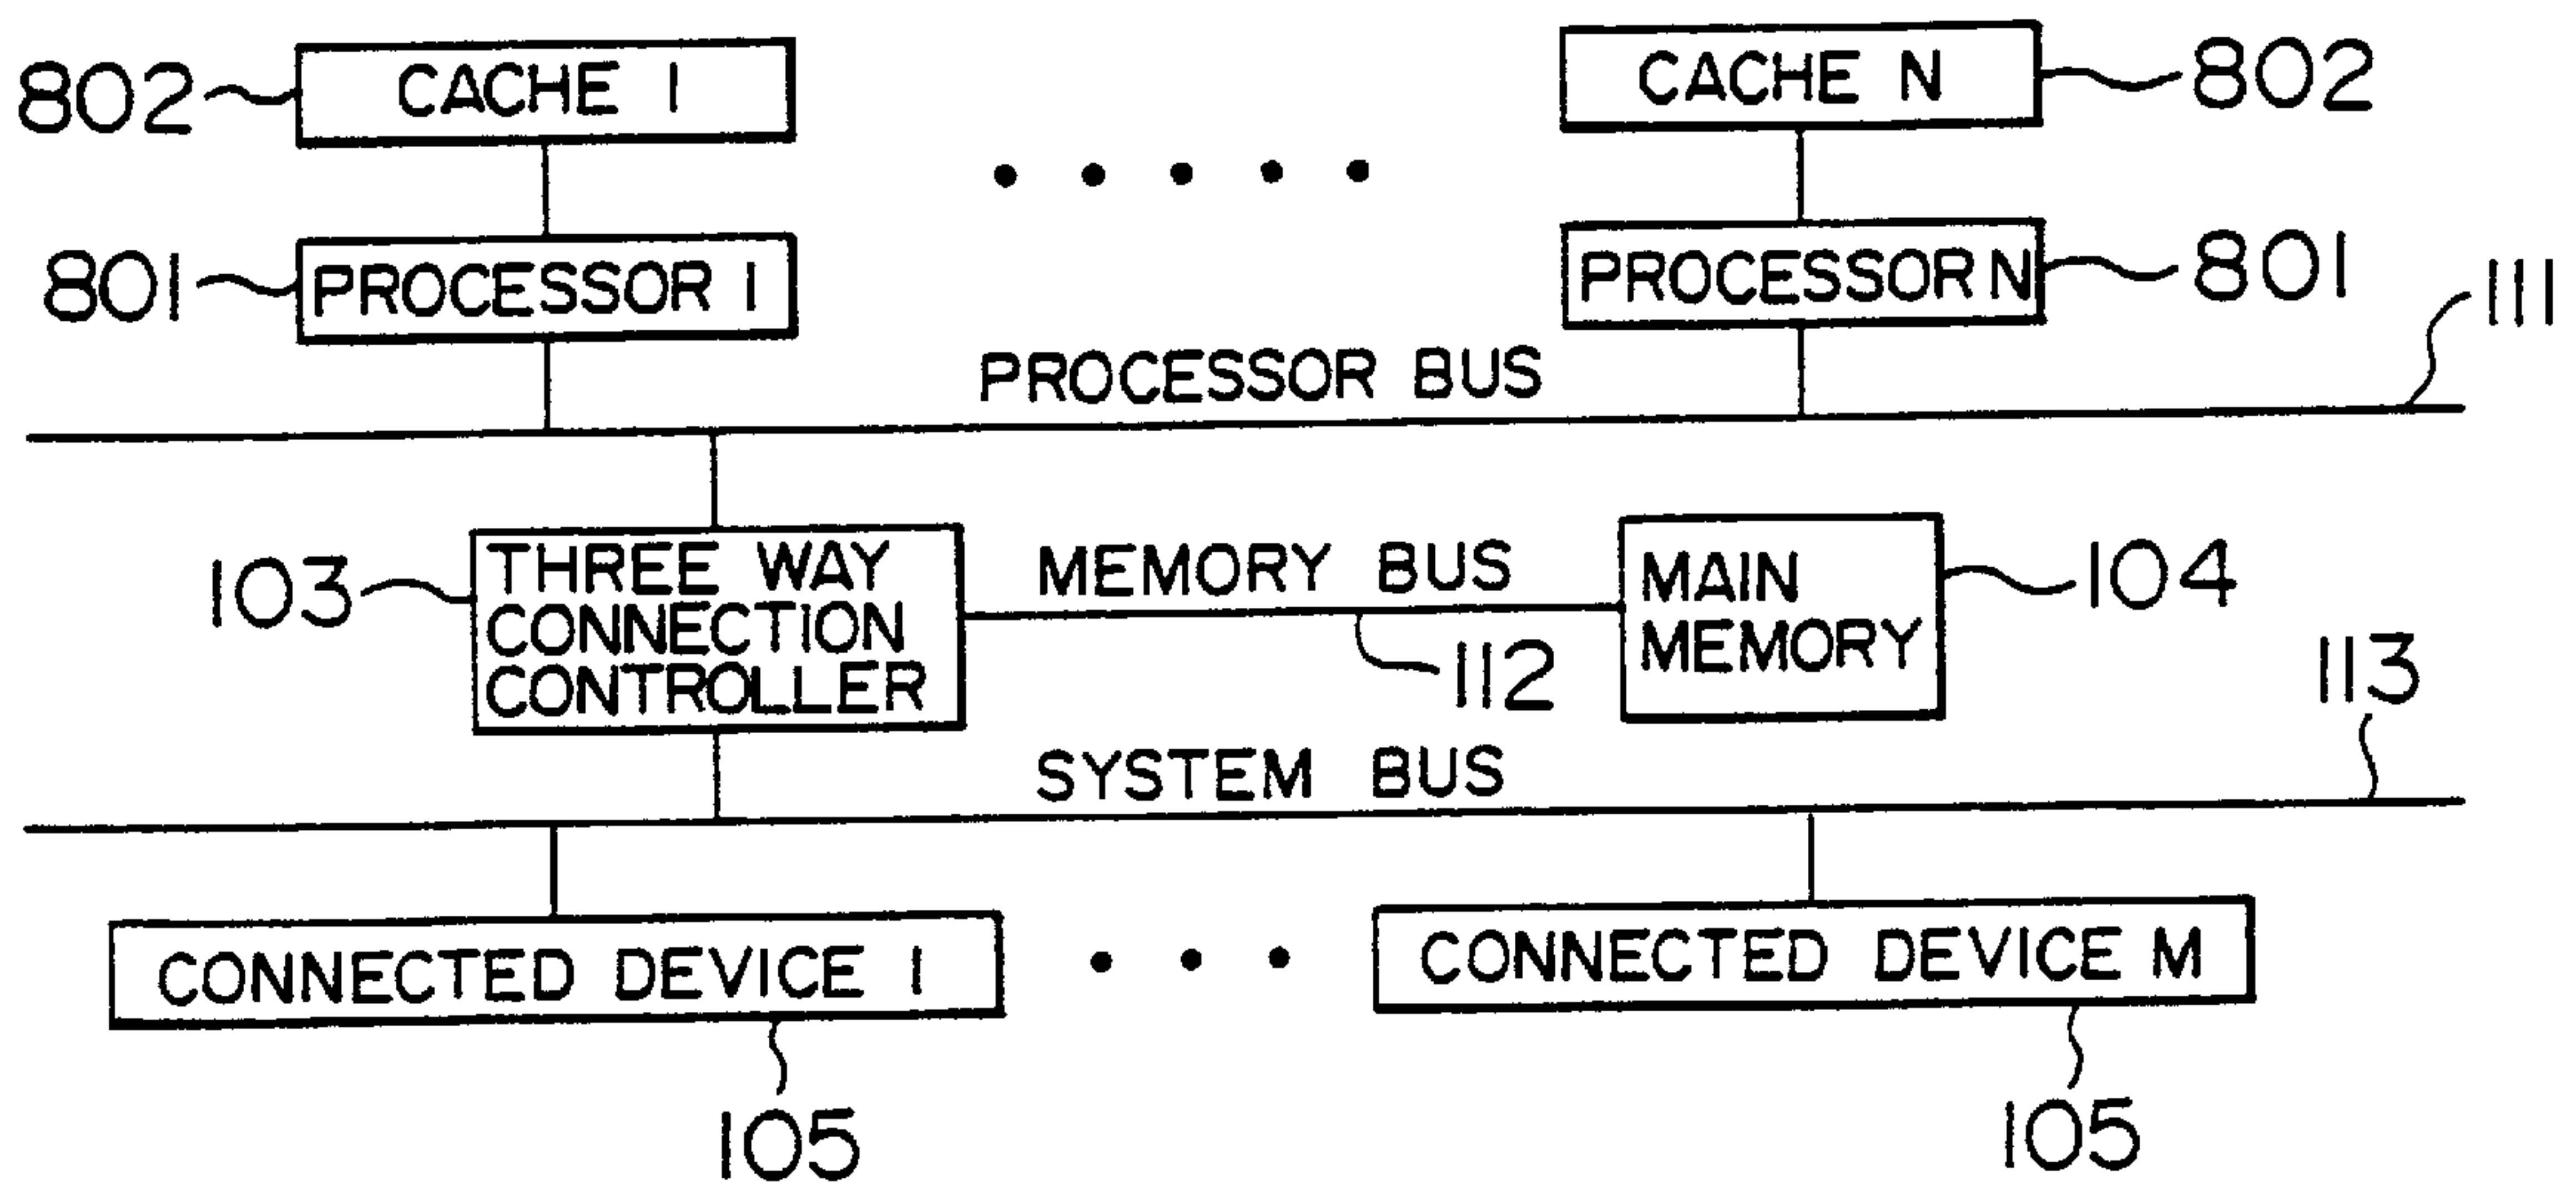 802
CACHE 1
CACHE N
802
801
PROCESSOR 1
PROCESSOR N
801
111
PROCESSOR BUS
103
THREE WAY
CONNECTION
CONTROLLER
MEMORY BUS
112
MAIN
MEMORY
104
113
SYSTEM BUS
CONNECTED DEVICE 1
CONNECTED DEVICE M
105
105